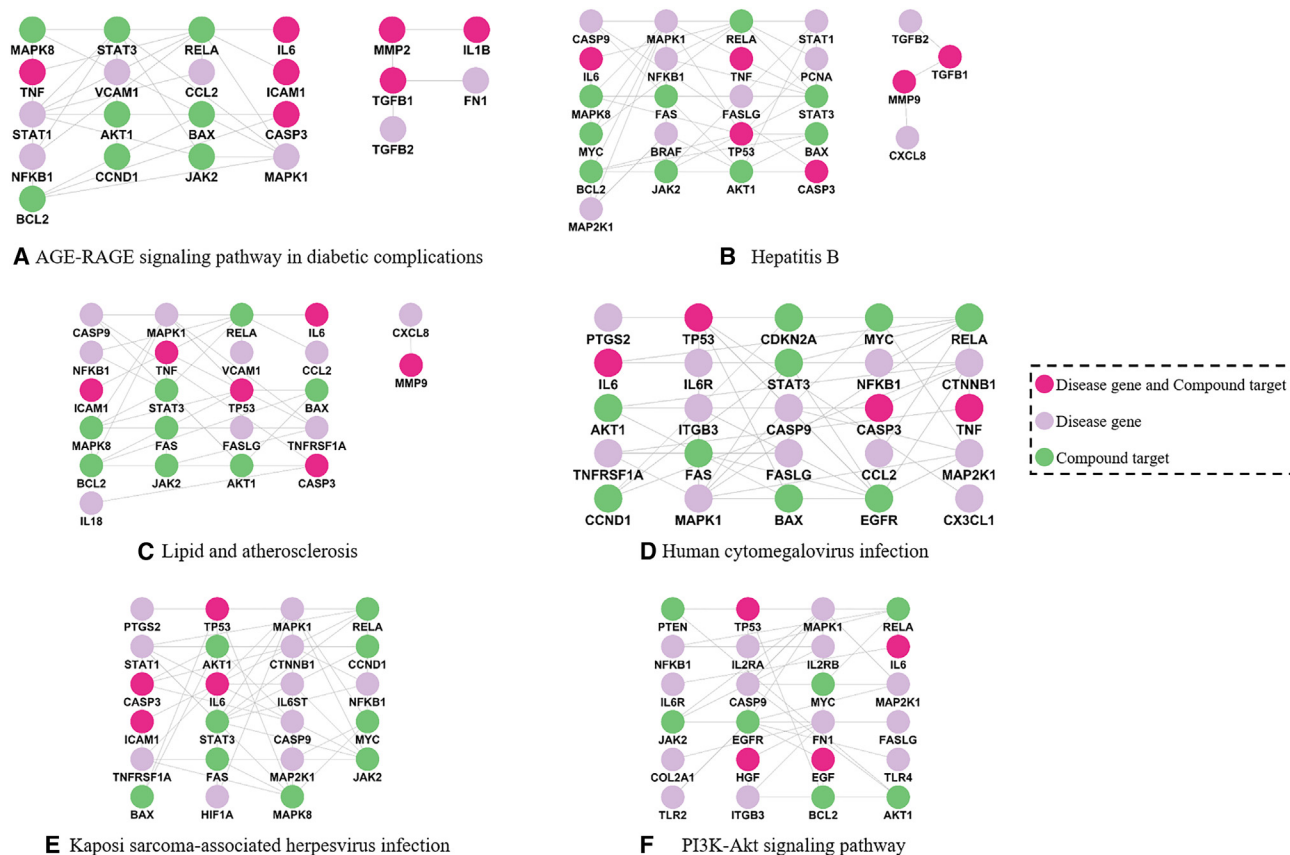 MAPK8 STAT3 RELA IL6 MMP2 IL1B
TNF VCAM1 CCL2 ICAM1 TGFB1 FN1
STAT1 AKT1 BAX CASP3 TGFB2
NFKB1 CCND1 JAK2 MAPK1
BCL2
A AGE-RAGE signaling pathway in diabetic complications
CASP9 MAPK1 RELA STAT1 TGFB2
IL6 NFKB1 TNF PCNA TGFB1
MAPK8 FAS FASLG STAT3 MMP9
MYC BRAF TP53 BAX CXCL8
BCL2 JAK2 AKT1 CASP3
MAP2K1
B Hepatitis B
CASP9 MAPK1 RELA IL6 CXCL8
NFKB1 TNF VCAM1 CCL2 MMP9
ICAM1 STAT3 TP53 BAX
MAPK8 FAS FASLG TNFRSF1A
BCL2 JAK2 AKT1 CASP3
IL18
C Lipid and atherosclerosis
PTGS2 TP53 CDKN2A MYC RELA
IL6 IL6R STAT3 NFKB1 CTNNB1
AKT1 ITGB3 CASP9 CASP3 TNF
TNFRSF1A FAS FASLG CCL2 MAP2K1
CCND1 MAPK1 BAX EGFR CX3CL1
D Human cytomegalovirus infection
Disease gene and Compound target
Disease gene
Compound target
PTGS2 TP53 MAPK1 RELA
STAT1 AKT1 CTNNB1 CCND1
CASP3 IL6 IL6ST NFKB1
ICAM1 STAT3 CASP9 MYC
TNFRSF1A FAS MAP2K1 JAK2
BAX HIF1A MAPK8
E Kaposi sarcoma-associated herpesvirus infection
PTEN TP53 MAPK1 RELA
NFKB1 IL2RA IL2RB IL6
IL6R CASP9 MYC MAP2K1
JAK2 EGFR FN1 FASLG
COL2A1 HGF EGF TLR4
TLR2 ITGB3 BCL2 AKT1
F PI3K-Akt signaling pathway